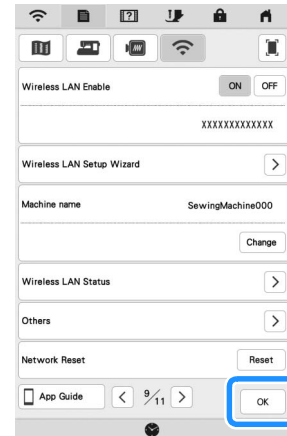 Wireless LAN Enable ON OFF
XXXXXXXXXXXXX
Wireless LAN Setup Wizard
Machine name SewingMachine000
Change
Wireless LAN Status
Others
Network Reset Reset
App Guide 9/11 OK